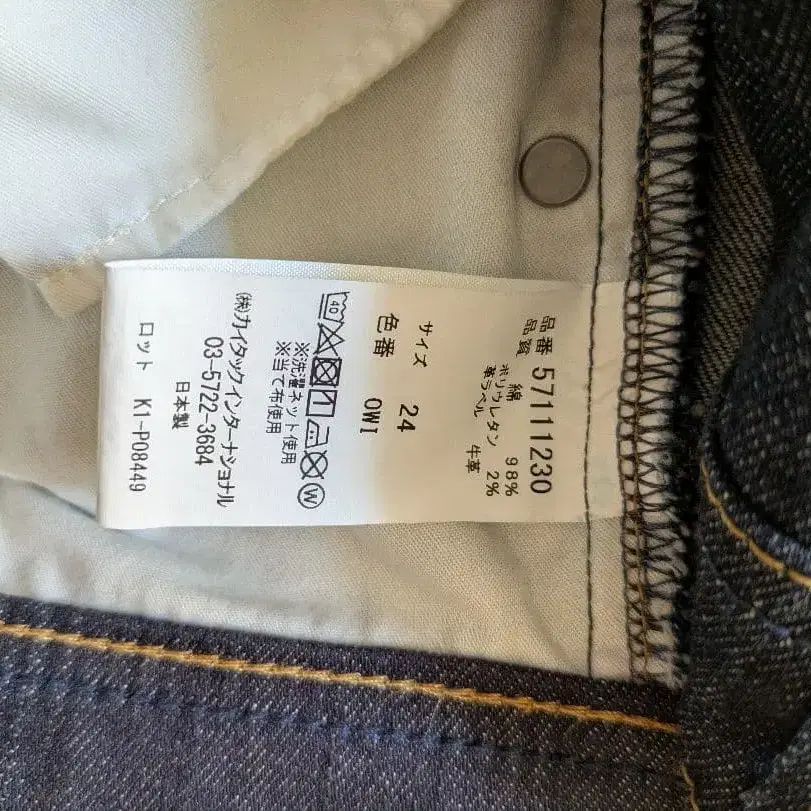 品番 57111230
品質
綿 98%
ポリウレタン 2%
革ラベル 牛革
サイズ 24
色番 OWI
40
W
※洗濯ネット使用
※当て布使用
㈱カイタックインターナショナル
03-5722-3684
日本製
ロット K1-P08449